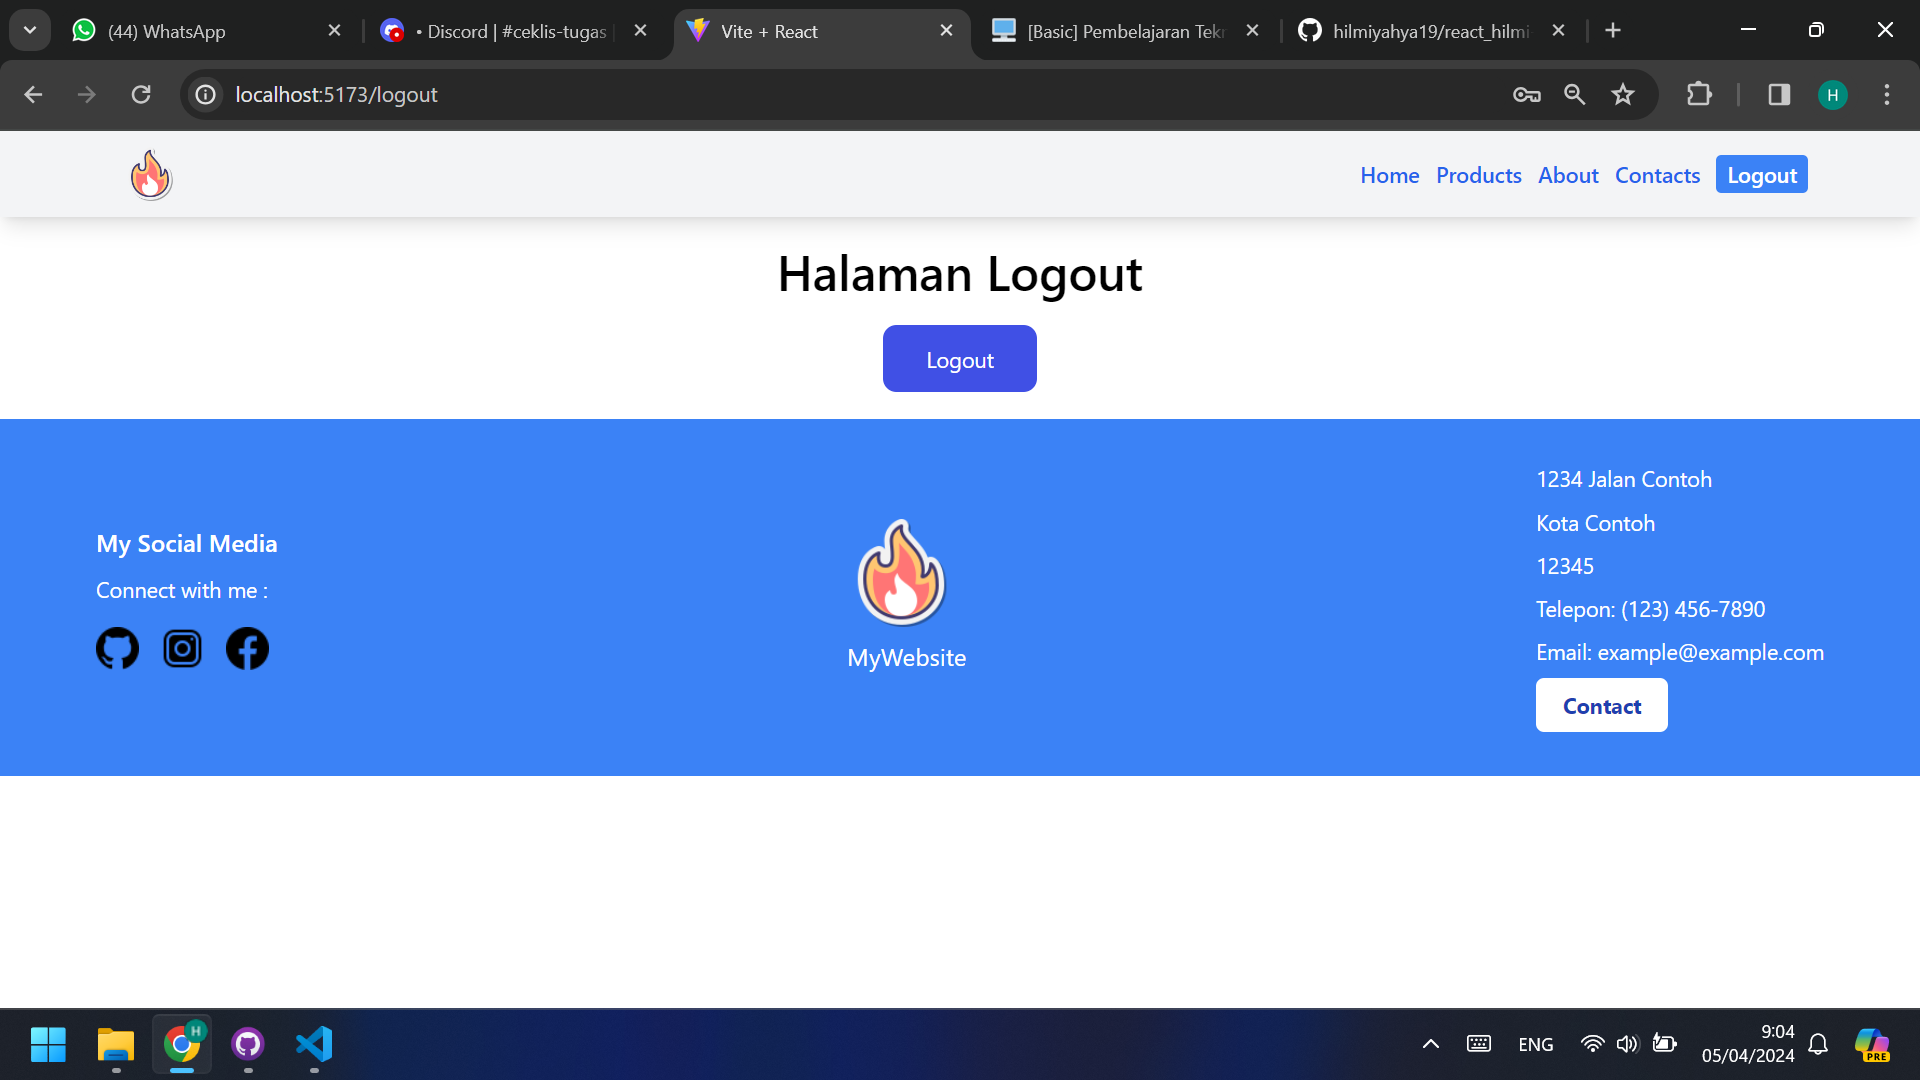 (44) WhatsApp
• Discord | #ceklis-tugas
Vite + React
[Basic] Pembelajaran Tekn
hilmiyahya19/react_hilmi
localhost:5173/logout
H
Home Products About Contacts Logout
Halaman Logout
Logout
My Social Media
Connect with me :
MyWebsite
1234 Jalan Contoh
Kota Contoh
12345
Telepon: (123) 456-7890
Email: example@example.com
Contact
H
ENG
9:04
05/04/2024
PRE